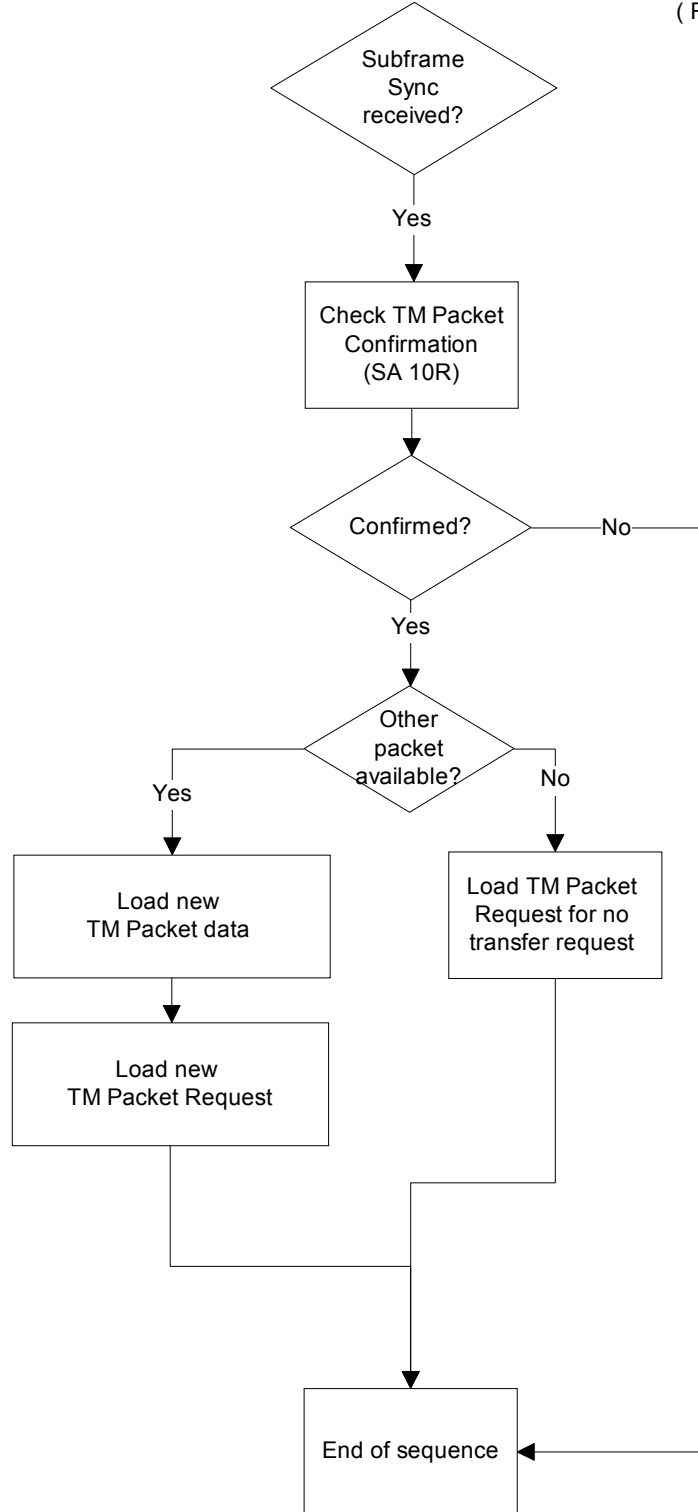 ( F
Subframe
Sync
received?
Yes
Check TM Packet
Confirmation
(SA 10R)
Confirmed?
No
Yes
Other
packet
available?
Yes
No
Load new
TM Packet data
Load TM Packet
Request for no
transfer request
Load new
TM Packet Request
End of sequence